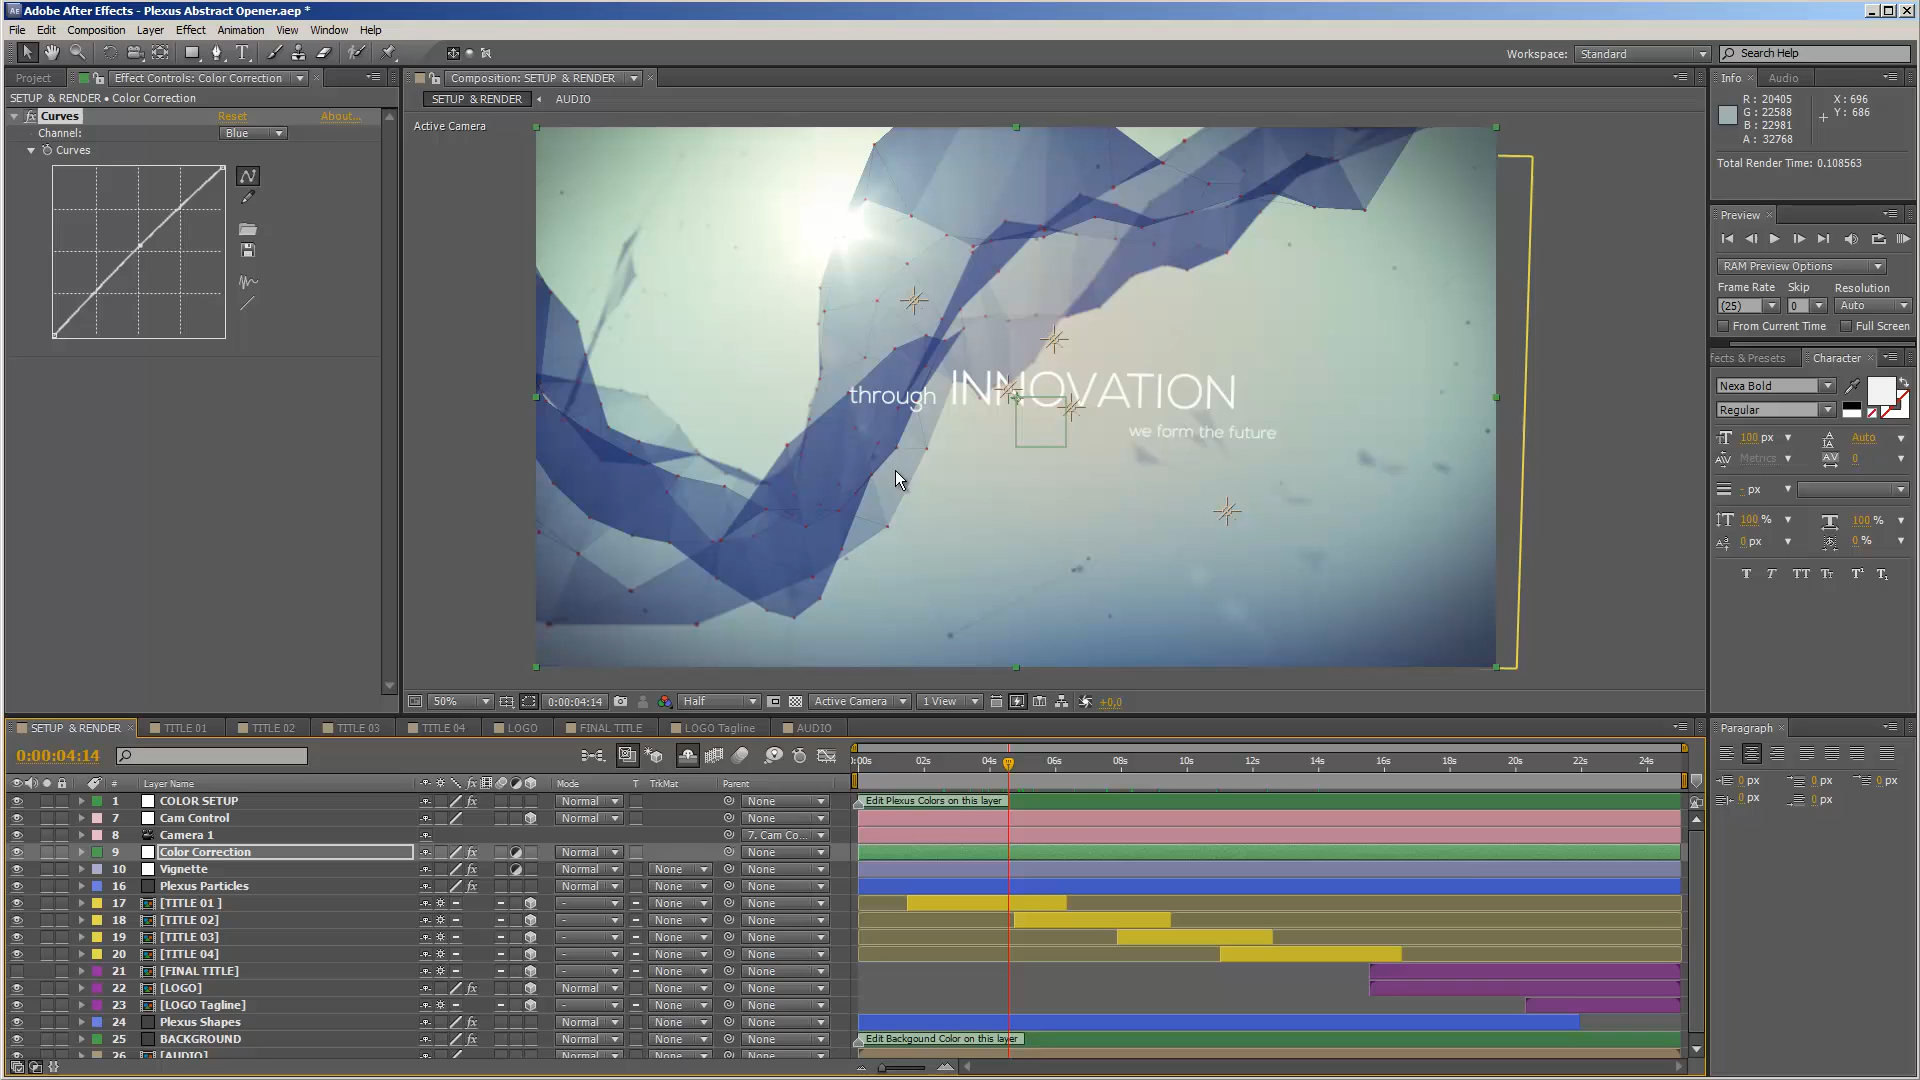 Adobe After Effects - Plexus Abstract Opener.aep *
File Edit Composition Layer Effect Animation View Window Help
Workspace: Standard Search Help
Project Effect Controls: Color Correction
SETUP & RENDER • Color Correction
Curves Reset About...
Channel: Blue
Curves
Composition: SETUP & RENDER
SETUP & RENDER AUDIO
Active Camera
through INNOVATION
we form the future
50% 0:00:04:14 Half Active Camera 1 View +0,0
Info Audio
R: 20405 X: 696
G: 22588 Y: 686
B: 22981
A: 32768
Total Render Time: 0.108563
Preview
RAM Preview Options
Frame Rate Skip Resolution
(25) 0 Auto
From Current Time Full Screen
ffects & Presets Character
Nexa Bold
Regular
100 px Auto
Metrics 0
- px
100 % 100 %
0 px 0 %
T T TT Tt T¹ T₁
Paragraph
0 px 0 px 0 px
0 px 0 px
SETUP & RENDER TITLE 01 TITLE 02 TITLE 03 TITLE 04 LOGO FINAL TITLE LOGO Tagline AUDIO
0:00:04:14
):00s 02s 04s 06s 08s 10s 12s 14s 16s 18s 20s 22s 24s
# Layer Name Mode T TrkMat Parent
1 COLOR SETUP Normal None Edit Plexus Colors on this layer
7 Cam Control Normal None
8 Camera 1 7. Cam Co...
9 Color Correction Normal None
10 Vignette Normal None None
16 Plexus Particles Normal None None
17 [TITLE 01 ] - None None
18 [TITLE 02] - None None
19 [TITLE 03] - None None
20 [TITLE 04] - None None
21 [FINAL TITLE] - None None
22 [LOGO] - None None
23 [LOGO Tagline] - None None
24 Plexus Shapes Normal None None
25 BACKGROUND Normal None None Edit Backgound Color on this layer
26 [AUDIO] Normal None None